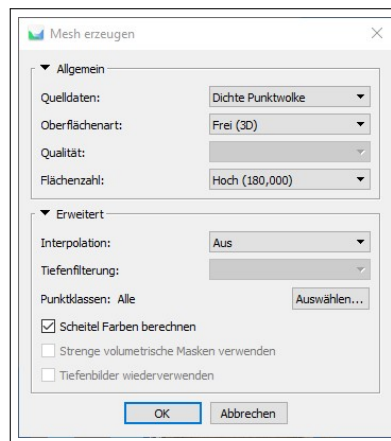 Mesh erzeugen
Allgemein
Quelldaten: Dichte Punktwolke
Oberflächenart: Frei (3D)
Qualität:
Flächenzahl: Hoch (180,000)
Erweitert
Interpolation: Aus
Tiefenfilterung:
Punktklassen: Alle Auswählen...
Scheitel Farben berechnen
Strenge volumetrische Masken verwenden
Tiefenbilder wiederverwenden
OK Abbrechen